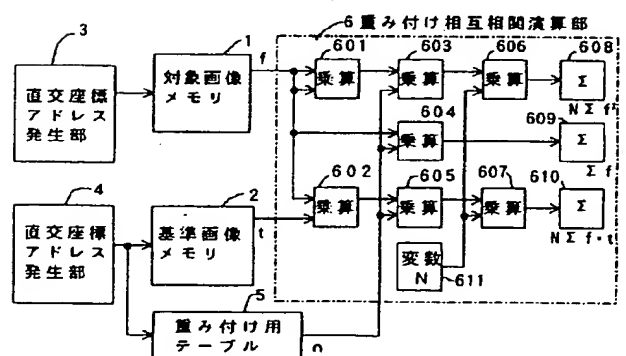 6 重み付け相互相関演算部
3
直交座標
アドレス
発生部
1
対象画像
メモリ
f
601
乗算
603
乗算
606
乗算
608
Σ
NΣf²
604
乗算
609
Σ
Σf
4
直交座標
アドレス
発生部
2
基準画像
メモリ
t
602
乗算
605
乗算
607
乗算
610
Σ
NΣf・t
変数
N
611
5
重み付け用
テーブル